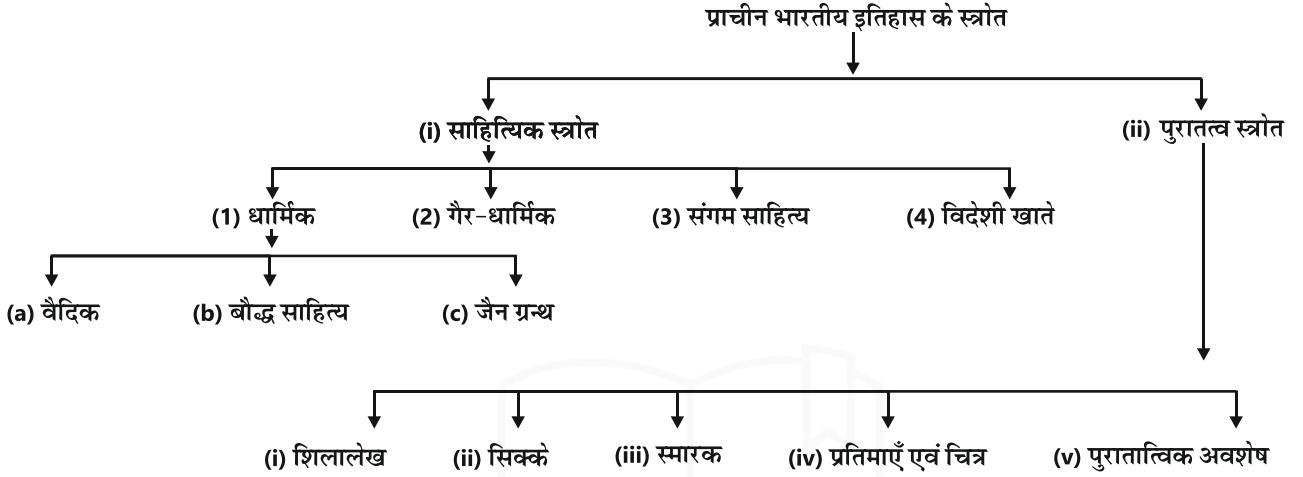 प्राचीन भारतीय इतिहास के स्त्रोत
(i) साहित्यिक स्त्रोत
(ii) पुरातत्व स्त्रोत
(1) धार्मिक
(2) गैर-धार्मिक
(3) संगम साहित्य
(4) विदेशी खाते
(a) वैदिक
(b) बौद्ध साहित्य
(c) जैन ग्रन्थ
(i) शिलालेख
(ii) सिक्के
(iii) स्मारक
(iv) प्रतिमाएँ एवं चित्र
(v) पुरातात्विक अवशेष